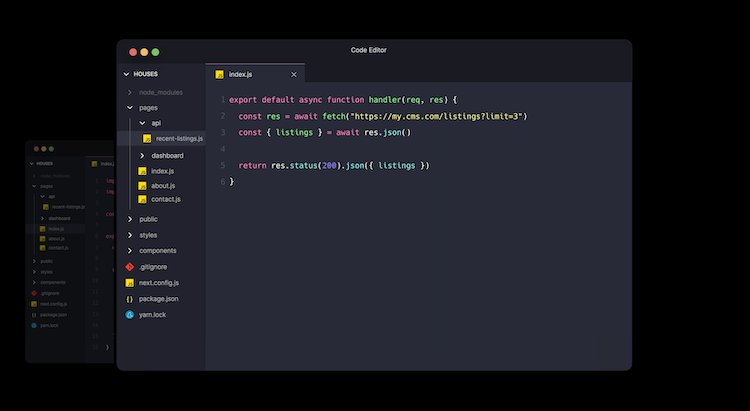 Code Editor
HOUSES
node_modules
pages
api
recent-listings.js
dashboard
index.js
about.js
contact.js
public
styles
components
.gitignore
next.config.js
package.json
yarn.lock
index.js
1 export default async function handler(req, res) {
2 const res = await fetch("https://my.cms.com/listings?limit=3")
3 const { listings } = await res.json()
4
5 return res.status(200).json({ listings })
6 }
HOUSES
node_modules
pages
api
recent-listings.js
dashboard
index.js
about.js
contact.js
public
styles
components
.gitignore
next.config.js
package.json
yarn.lock